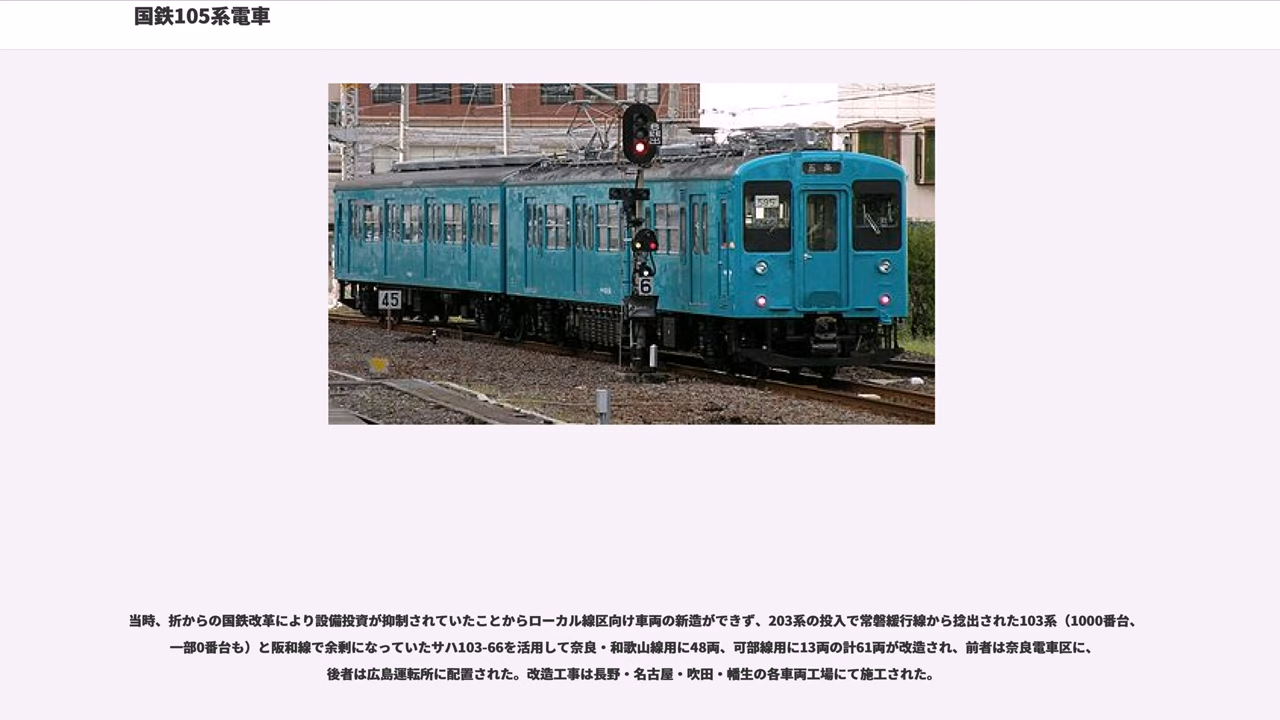 国鉄105系電車
五条
45
6
当時、折からの国鉄改革により設備投資が抑制されていたことからローカル線区向け車両の新造ができず、203系の投入で常磐緩行線から捻出された103系（1000番台、
一部0番台も）と阪和線で余剰になっていたサハ103-66を活用して奈良・和歌山線用に48両、可部線用に13両の計61両が改造され、前者は奈良電車区に、
後者は広島運転所に配置された。改造工事は長野・名古屋・吹田・幡生の各車両工場にて施工された。